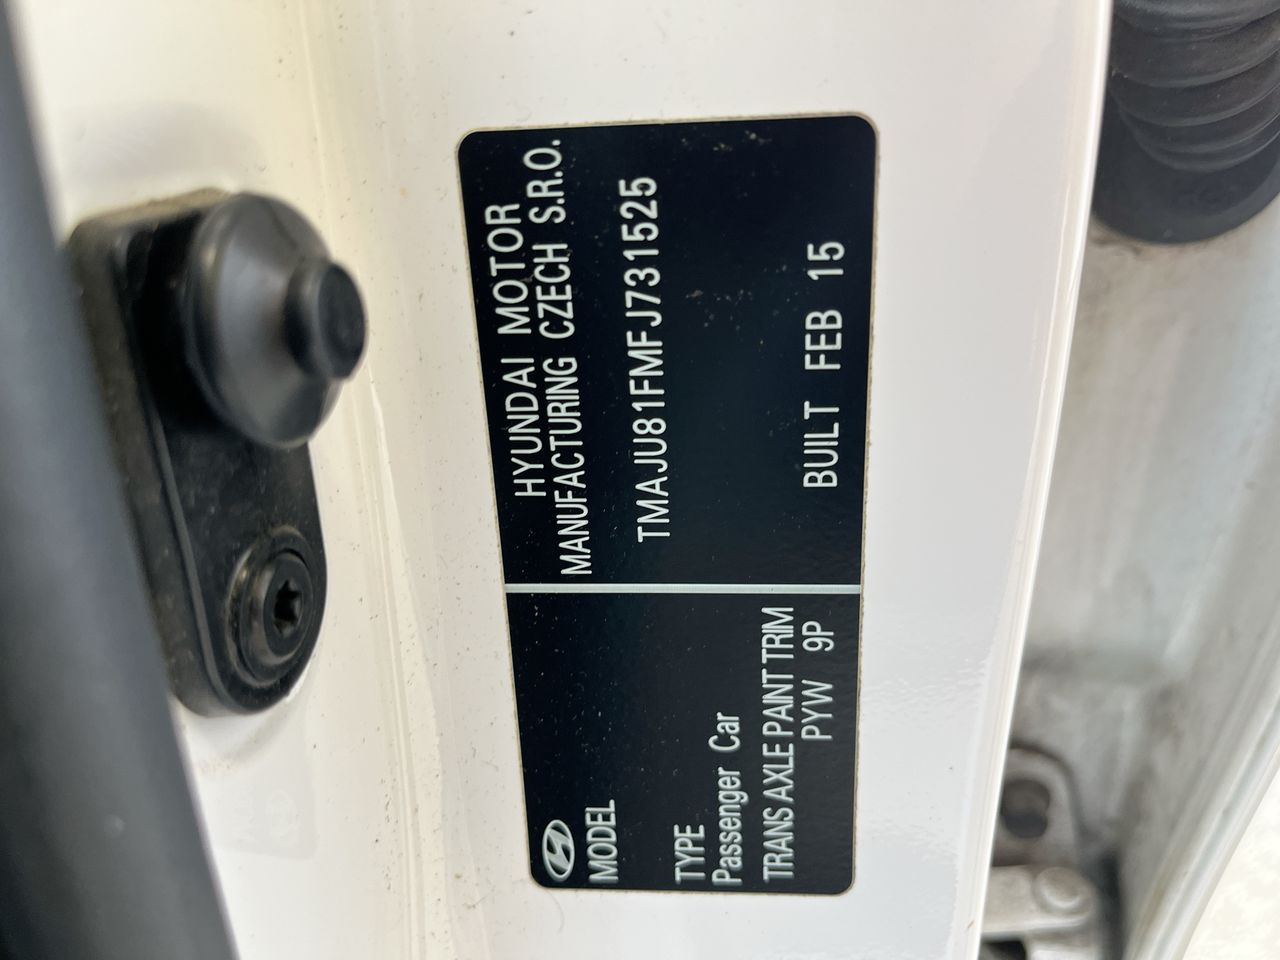 HYUNDAI MOTOR
MANUFACTURING CZECH S.R.O.
TMAJU81FMFJ731525
BUILT FEB 15
MODEL
TYPE
Passenger Car
TRANS AXLE PAINT TRIM
PYW 9P